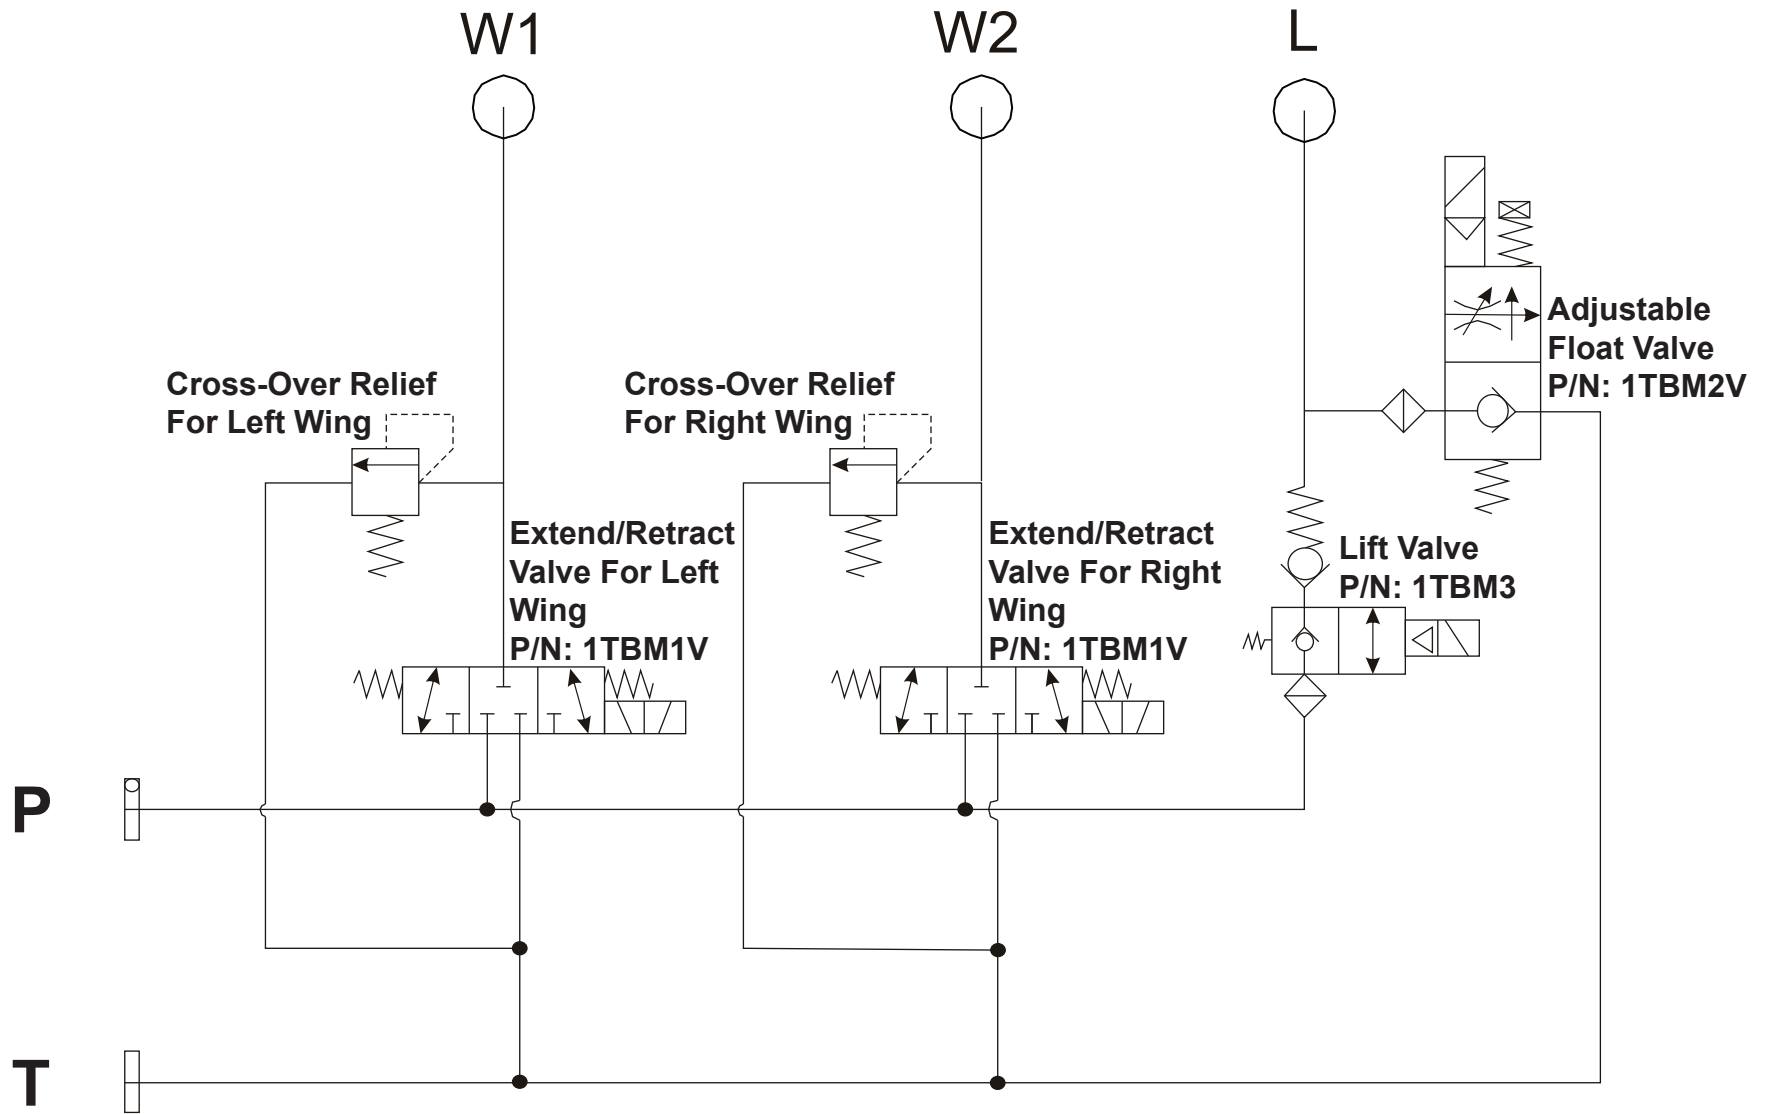 W1
W2
L
Adjustable
Float Valve
P/N: 1TBM2V
Cross-Over Relief
For Left Wing
Cross-Over Relief
For Right Wing
Extend/Retract
Valve For Left
Wing
P/N: 1TBM1V
Extend/Retract
Valve For Right
Wing
P/N: 1TBM1V
Lift Valve
P/N: 1TBM3
P
T